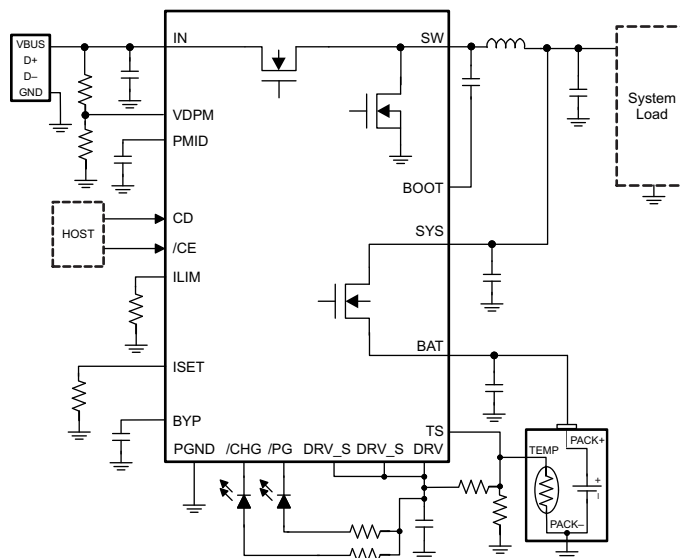 VBUS
D+
D–
GND
IN
VDPM
PMID
CD
/CE
ILIM
ISET
BYP
HOST
SW
BOOT
SYS
BAT
TS
PGND /CHG /PG DRV_S DRV_S DRV
System
Load
TEMP
PACK+
+
PACK–